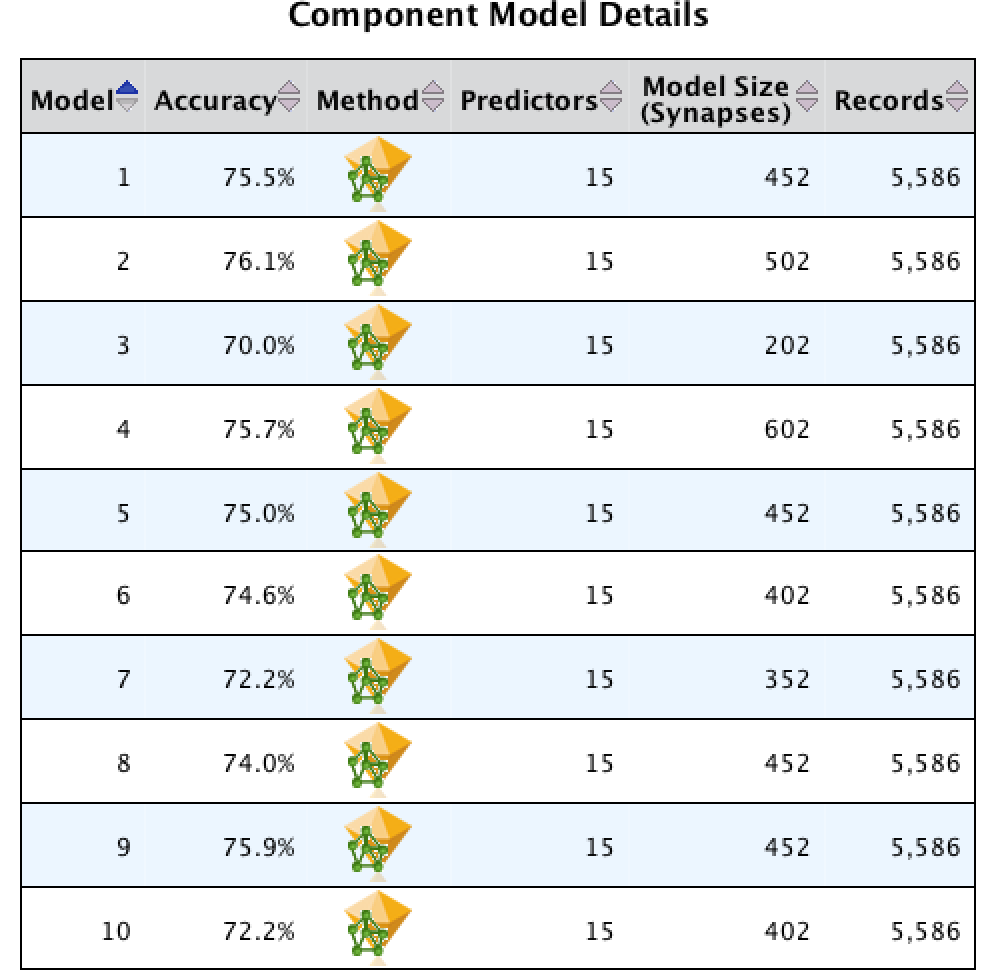 Component Model Details
Model Accuracy Method Predictors Model Size (Synapses) Records
1 75.5% 15 452 5,586
2 76.1% 15 502 5,586
3 70.0% 15 202 5,586
4 75.7% 15 602 5,586
5 75.0% 15 452 5,586
6 74.6% 15 402 5,586
7 72.2% 15 352 5,586
8 74.0% 15 452 5,586
9 75.9% 15 452 5,586
10 72.2% 15 402 5,586